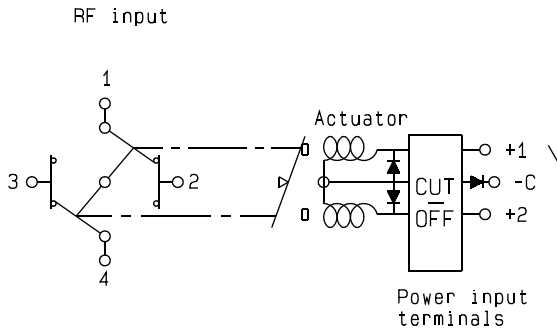 RF input
1
Actuator
+1
3
2
CUT
OFF
-C
+2
4
Power input
terminals